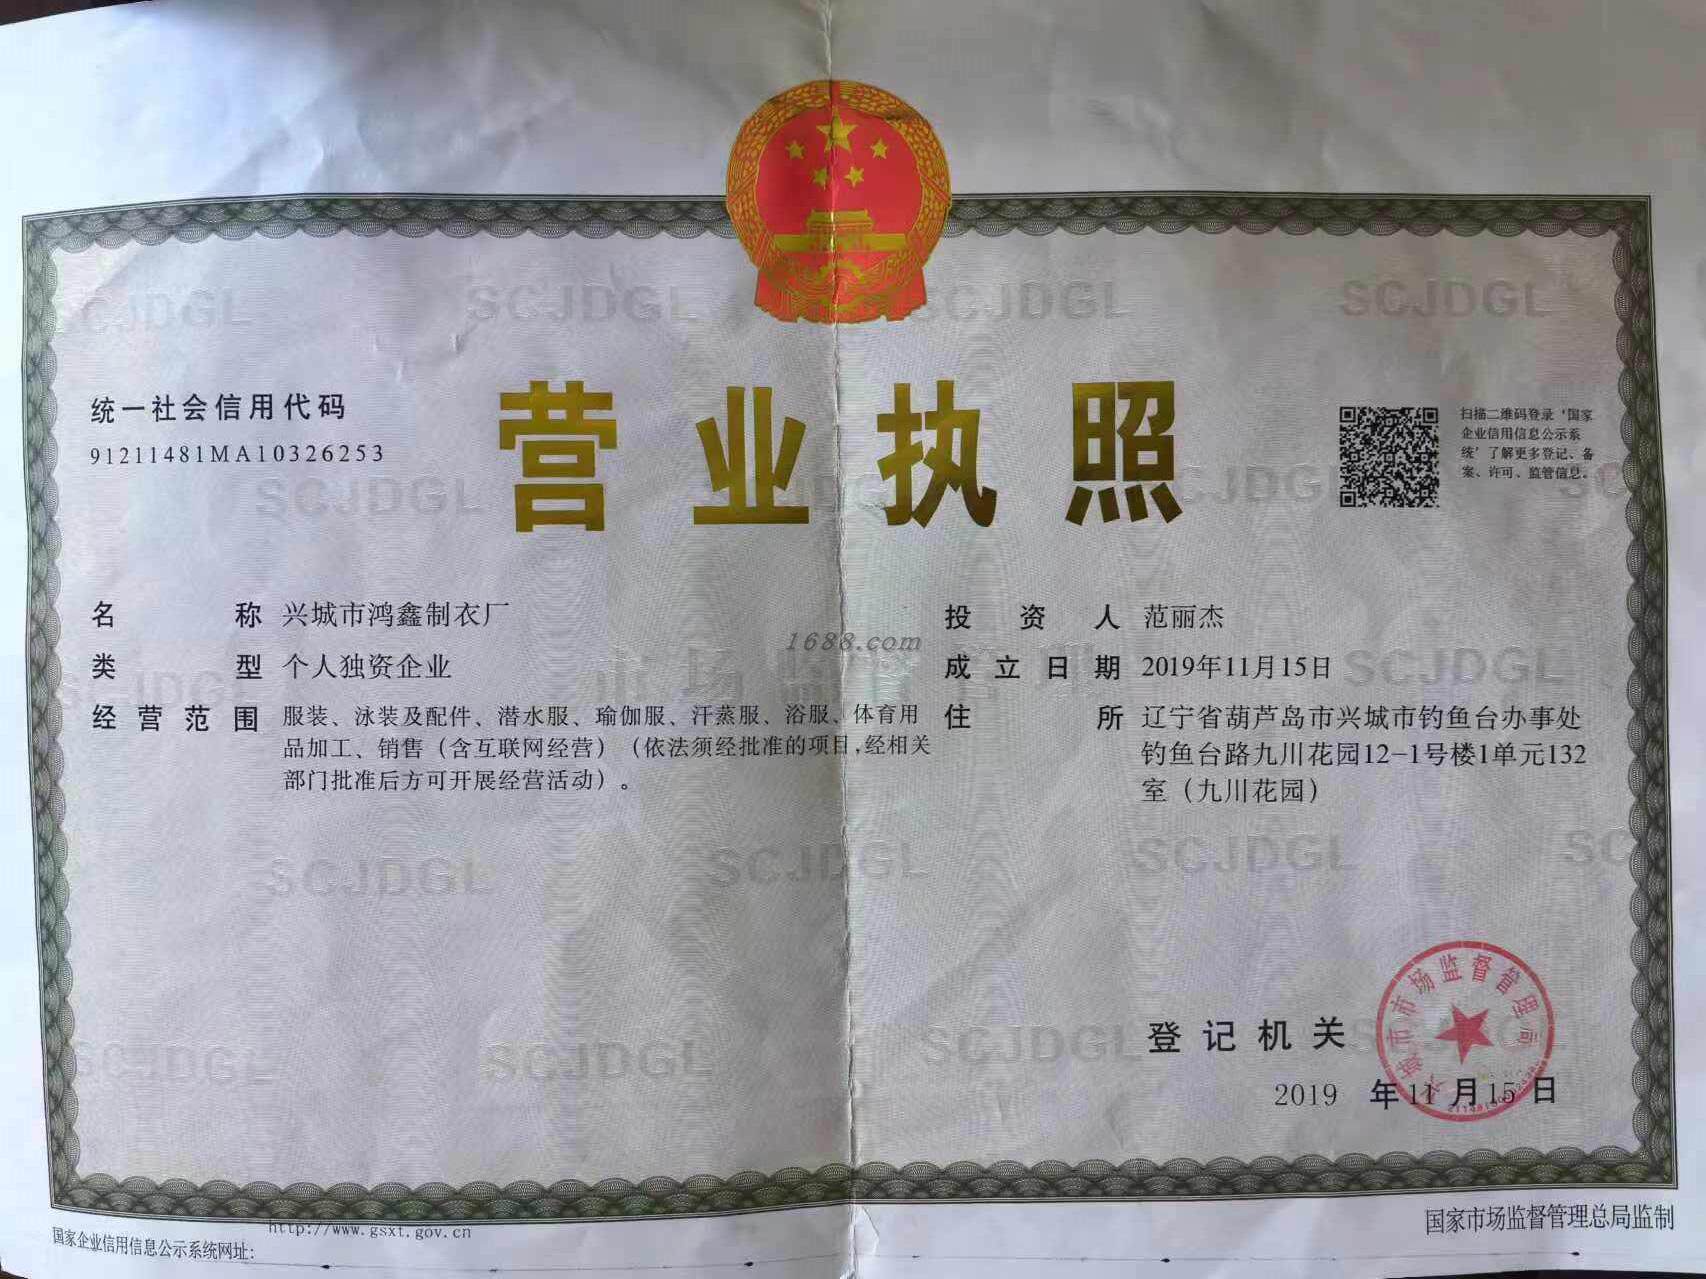 统一社会信用代码
91211481MA10326253
营业执照
扫描二维码登录‘国家
企业信用信息公示系
统’了解更多登记、备
案、许可、监管信息。
名称 兴城市鸿鑫制衣厂
类型 个人独资企业
经营范围 服装、泳装及配件、潜水服、瑜伽服、汗蒸服、浴服、体育用
品加工、销售（含互联网经营）（依法须经批准的项目,经相关
部门批准后方可开展经营活动）。
1688.com
投资人 范丽杰
成立日期 2019年11月15日
住所 辽宁省葫芦岛市兴城市钓鱼台办事处
钓鱼台路九川花园12-1号楼1单元132
室（九川花园）
SCJDGL
登记机关
兴城市市场监督管理局
2019 年11月15日
国家企业信用信息公示系统网址:
http://www.gsxt.gov.cn
国家市场监督管理总局监制